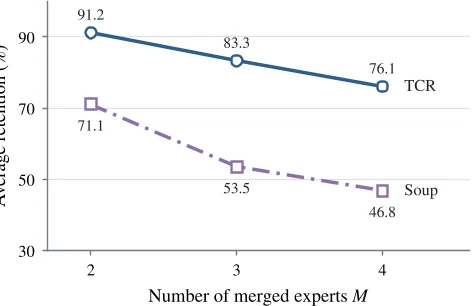 91.2
90
83.3
76.1
TCR
70
71.1
50
53.5
Soup
46.8
30
2 3 4
Number of merged experts M
Average retention (%)